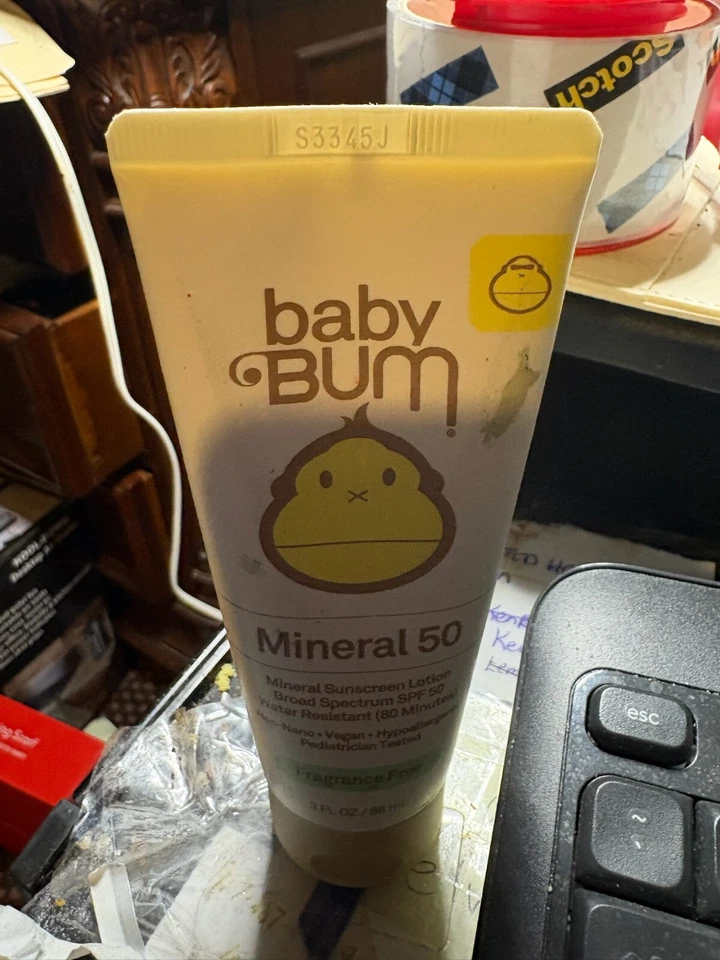 Scotch
S3345J
baby
BUM
®
Mineral 50
Mineral Sunscreen Lotion
Broad Spectrum SPF 50
Water Resistant (80 Minutes)
Non-Nano • Vegan • Hypoallergenic
Pediatrician Tested
Fragrance Free
3 FL OZ / 88 mL
esc
~